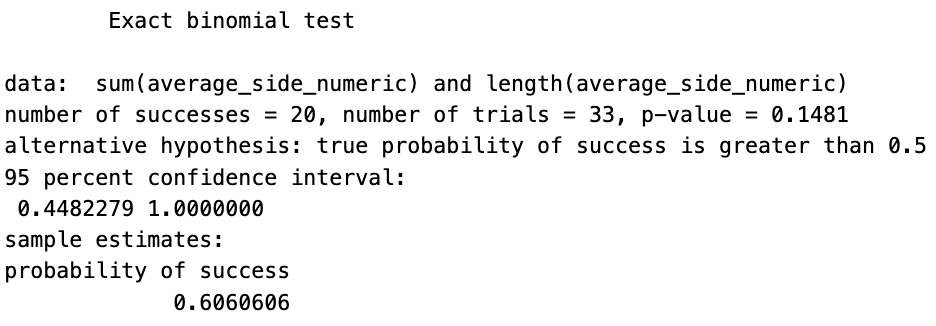 Exact binomial test
data:  sum(average_side_numeric) and length(average_side_numeric)
number of successes = 20, number of trials = 33, p-value = 0.1481
alternative hypothesis: true probability of success is greater than 0.5
95 percent confidence interval:
 0.4482279 1.0000000
sample estimates:
probability of success
             0.6060606